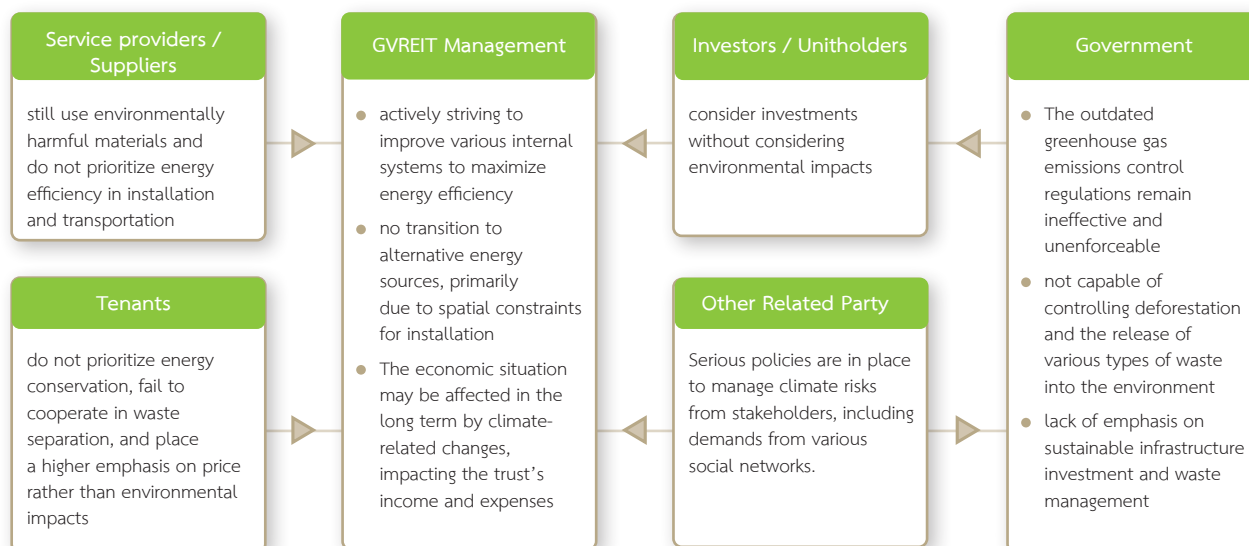 Service providers /
Suppliers
still use environmentally
harmful materials and
do not prioritize energy
efficiency in installation
and transportation
Tenants
do not prioritize energy
conservation, fail to
cooperate in waste
separation, and place
a higher emphasis on price
rather than environmental
impacts
GVREIT Management
• actively striving to
improve various internal
systems to maximize
energy efficiency
• no transition to
alternative energy
sources, primarily
due to spatial constraints
for installation
• The economic situation
may be affected in the
long term by climate-
related changes,
impacting the trust’s
income and expenses
Investors / Unitholders
consider investments
without considering
environmental impacts
Other Related Party
Serious policies are in place
to manage climate risks
from stakeholders, including
demands from various
social networks.
Government
• The outdated
greenhouse gas
emissions control
regulations remain
ineffective and
unenforceable
• not capable of
controlling deforestation
and the release of
various types of waste
into the environment
• lack of emphasis on
sustainable infrastructure
investment and waste
management